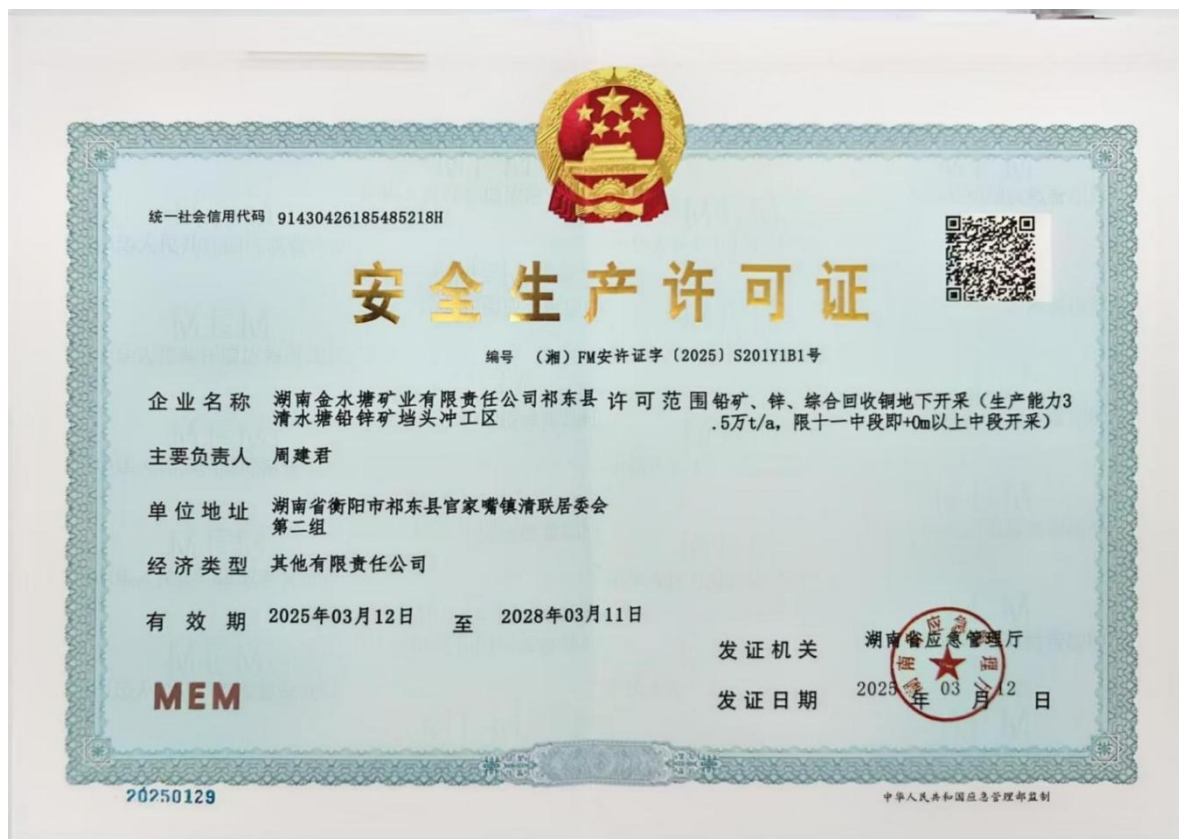 统一社会信用代码 91430426185485218H
安全生产许可证
编号 （湘）FM安许证字〔2025〕S201Y1B1号
企业名称 湖南金水塘矿业有限责任公司祁东县
清水塘铅锌矿垱头冲工区
许可范围 铅矿、锌、综合回收铜地下开采（生产能力3
.5万t/a，限十一中段即+0m以上中段开采）
主要负责人 周建君
单位地址 湖南省衡阳市祁东县官家嘴镇清联居委会
第二组
经济类型 其他有限责任公司
有效期 2025年03月12日 至 2028年03月11日
发证机关 湖南省应急管理厅
发证日期 2025年03月12日
MEM
20250129
中华人民共和国应急管理部监制